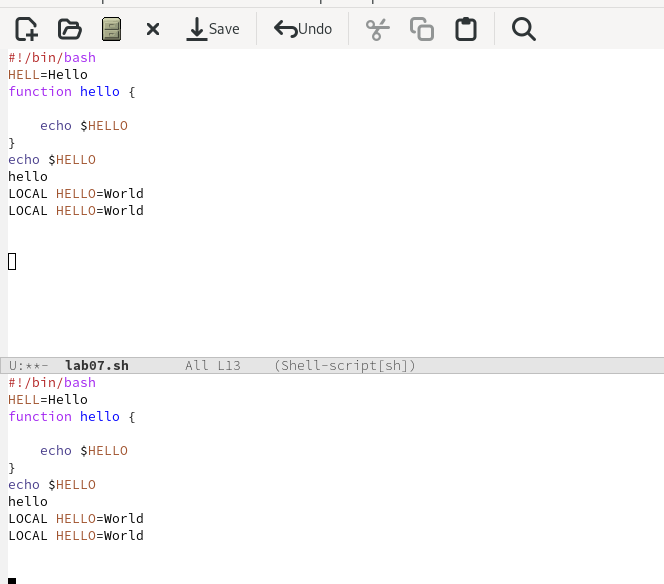 Save
Undo
#!/bin/bash
HELL=Hello
function hello {
echo $HELLO
}
echo $HELLO
hello
LOCAL HELLO=World
LOCAL HELLO=World
U:**- lab07.sh All L13 (Shell-script[sh])
#!/bin/bash
HELL=Hello
function hello {
echo $HELLO
}
echo $HELLO
hello
LOCAL HELLO=World
LOCAL HELLO=World